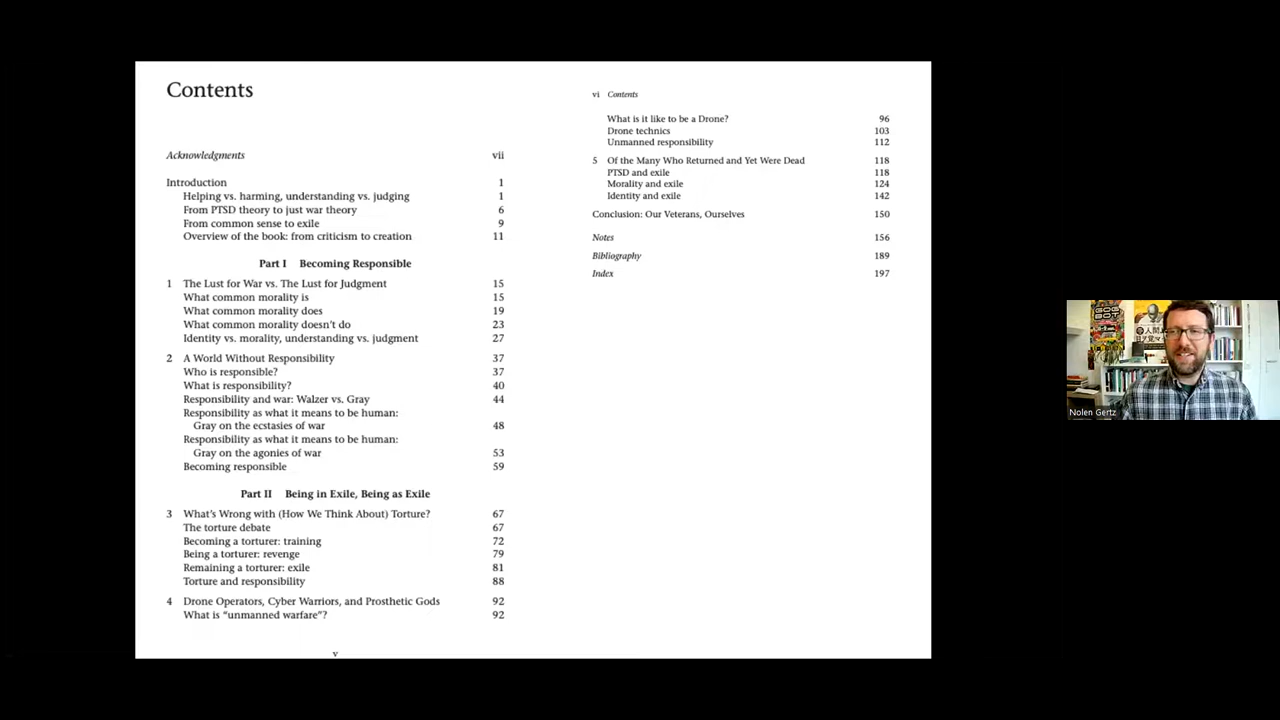 Contents
Acknowledgments vii
Introduction 1
Helping vs. harming, understanding vs. judging 1
From PTSD theory to just war theory 6
From common sense to exile 9
Overview of the book: from criticism to creation 11
Part I Becoming Responsible
1 The Lust for War vs. The Lust for Judgment 15
What common morality is 15
What common morality does 19
What common morality doesn't do 23
Identity vs. morality, understanding vs. judgment 27
2 A World Without Responsibility 37
Who is responsible? 37
What is responsibility? 40
Responsibility and war: Walzer vs. Gray 44
Responsibility as what it means to be human:
Gray on the ecstasies of war 48
Responsibility as what it means to be human:
Gray on the agonies of war 53
Becoming responsible 59
Part II Being in Exile, Being as Exile
3 What's Wrong with (How We Think About) Torture? 67
The torture debate 67
Becoming a torturer: training 72
Being a torturer: revenge 79
Remaining a torturer: exile 81
Torture and responsibility 88
4 Drone Operators, Cyber Warriors, and Prosthetic Gods 92
What is “unmanned warfare”? 92
v
vi Contents
What is it like to be a Drone? 96
Drone technics 103
Unmanned responsibility 112
5 Of the Many Who Returned and Yet Were Dead 118
PTSD and exile 118
Morality and exile 124
Identity and exile 142
Conclusion: Our Veterans, Ourselves 150
Notes 156
Bibliography 189
Index 197
Nolen Gertz